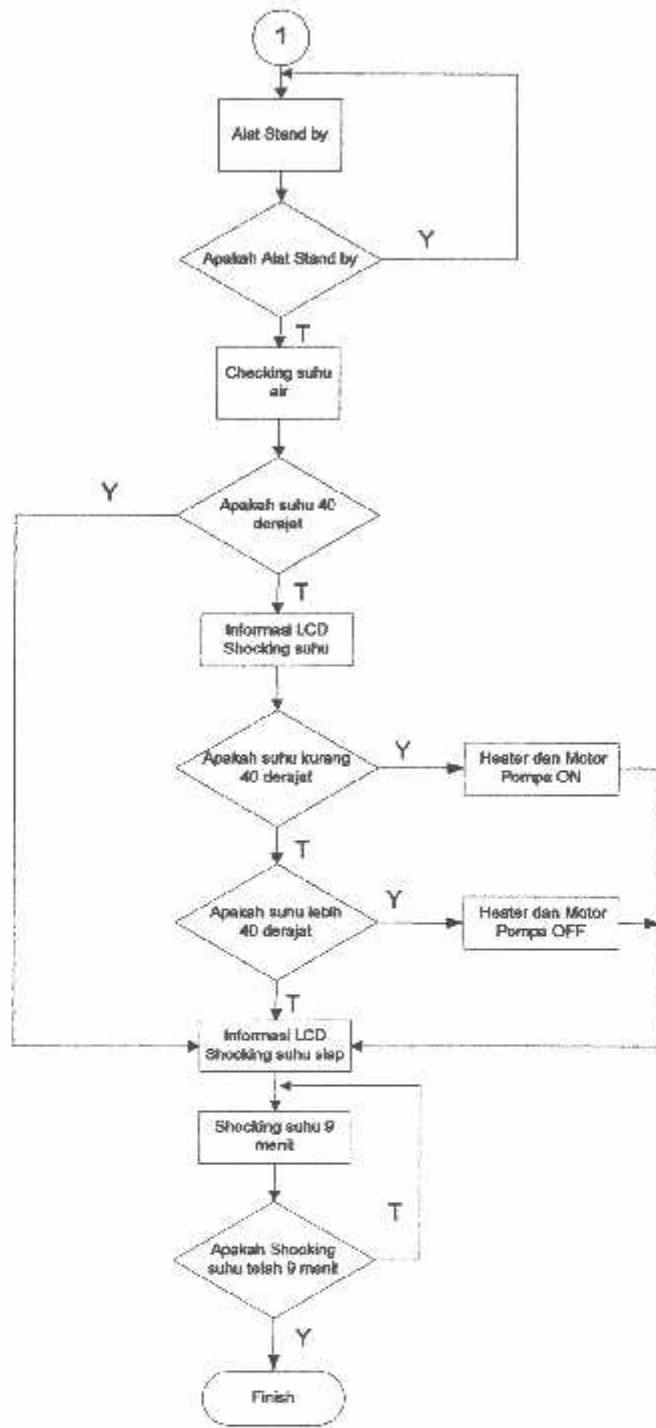 1
Alat Stand by
Apakah Alat Stand by
Y
T
Checking suhu
air
Y
Apakah suhu 40
derajat
T
Informasi LCD
Shocking suhu
Apakah suhu kurang
40 derajat
Y
Heater dan Motor
Pompa ON
T
Apakah suhu lebih
40 derajat
Y
Heater dan Motor
Pompa OFF
T
Informasi LCD
Shocking suhu siap
Shocking suhu 9
menit
T
Apakah Shocking
suhu telah 9 menit
Y
Finish